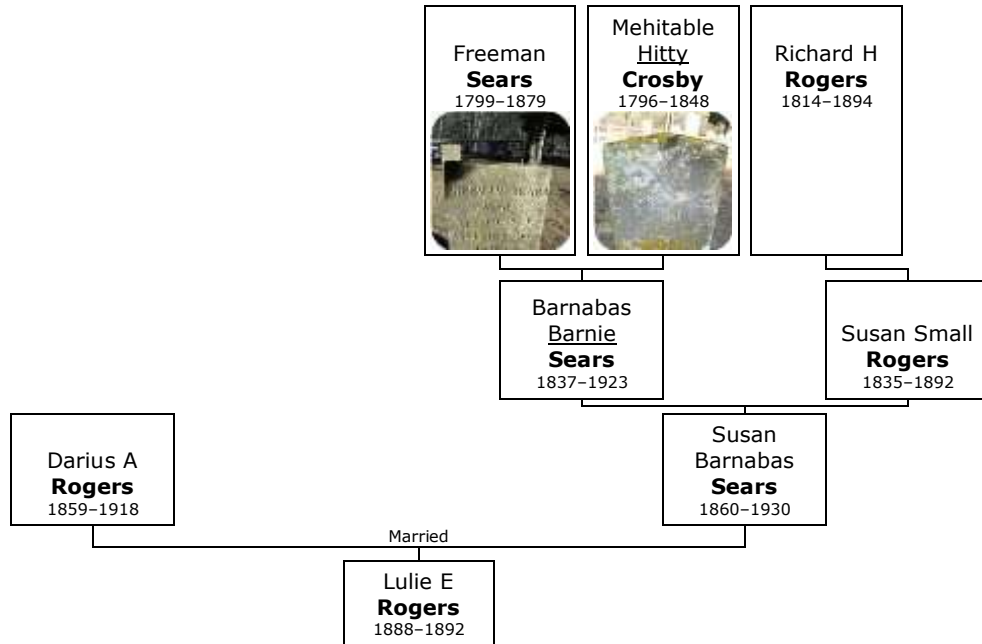 Freeman
Sears
1799–1879
Mehitable
Hitty
Crosby
1796–1848
Richard H
Rogers
1814–1894
Barnabas
Barnie
Sears
1837–1923
Susan Small
Rogers
1835–1892
Darius A
Rogers
1859–1918
Susan
Barnabas
Sears
1860–1930
Married
Lulie E
Rogers
1888–1892